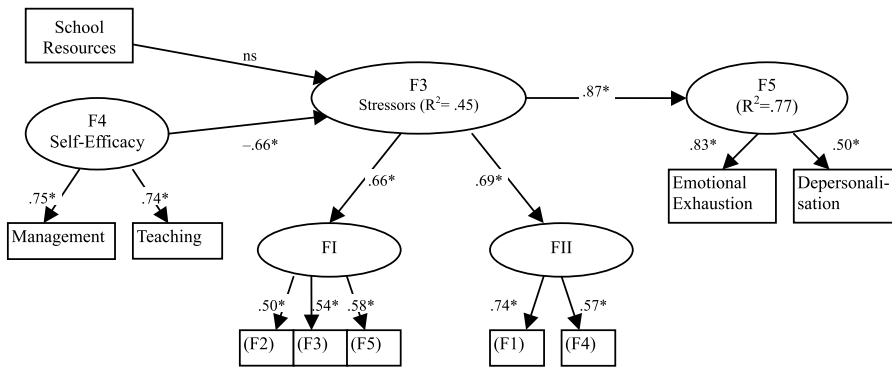 School
Resources
ns
F3
Stressors (R²= .45)
.87*
F5
(R²=.77)
F4
Self-Efficacy
–.66*
.83*
.50*
.75*
.74*
.66*
.69*
Emotional
Exhaustion
Depersonali-
sation
Management
Teaching
FI
FII
.50*
.54*
.58*
.74*
.57*
(F2)
(F3)
(F5)
(F1)
(F4)